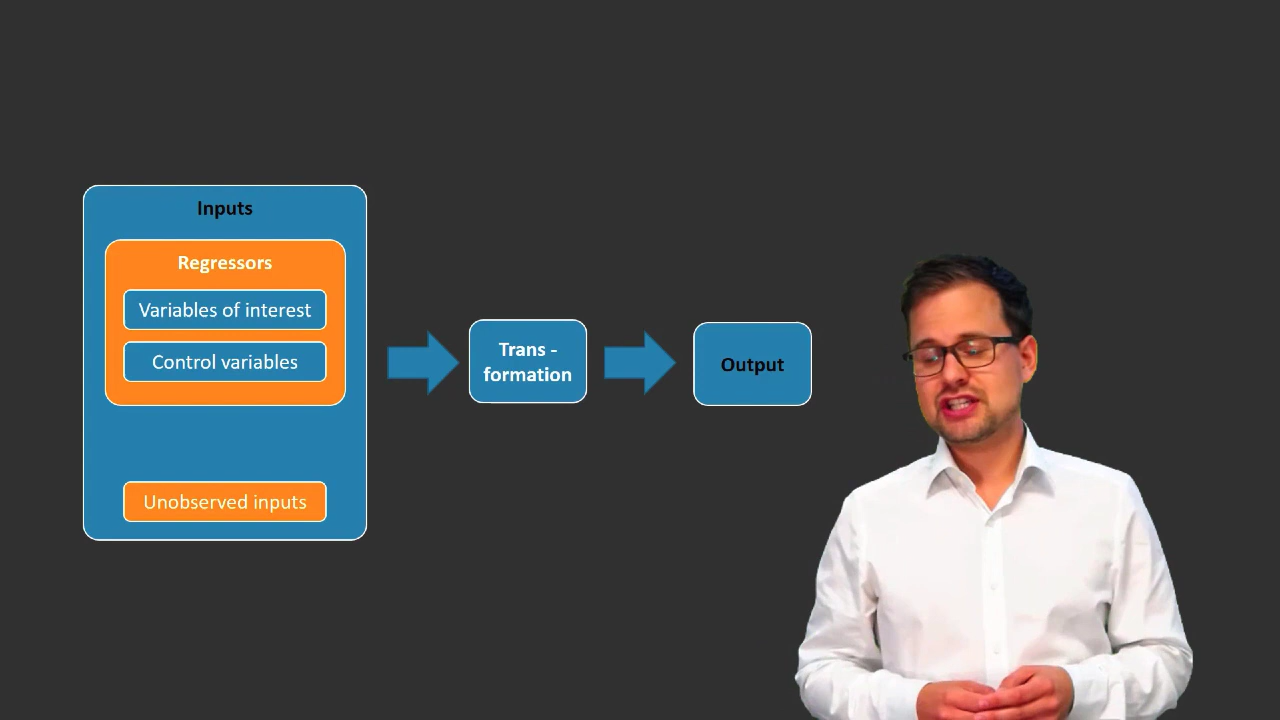 Inputs
Regressors
Variables of interest
Control variables
Unobserved inputs
Trans -
formation
Output